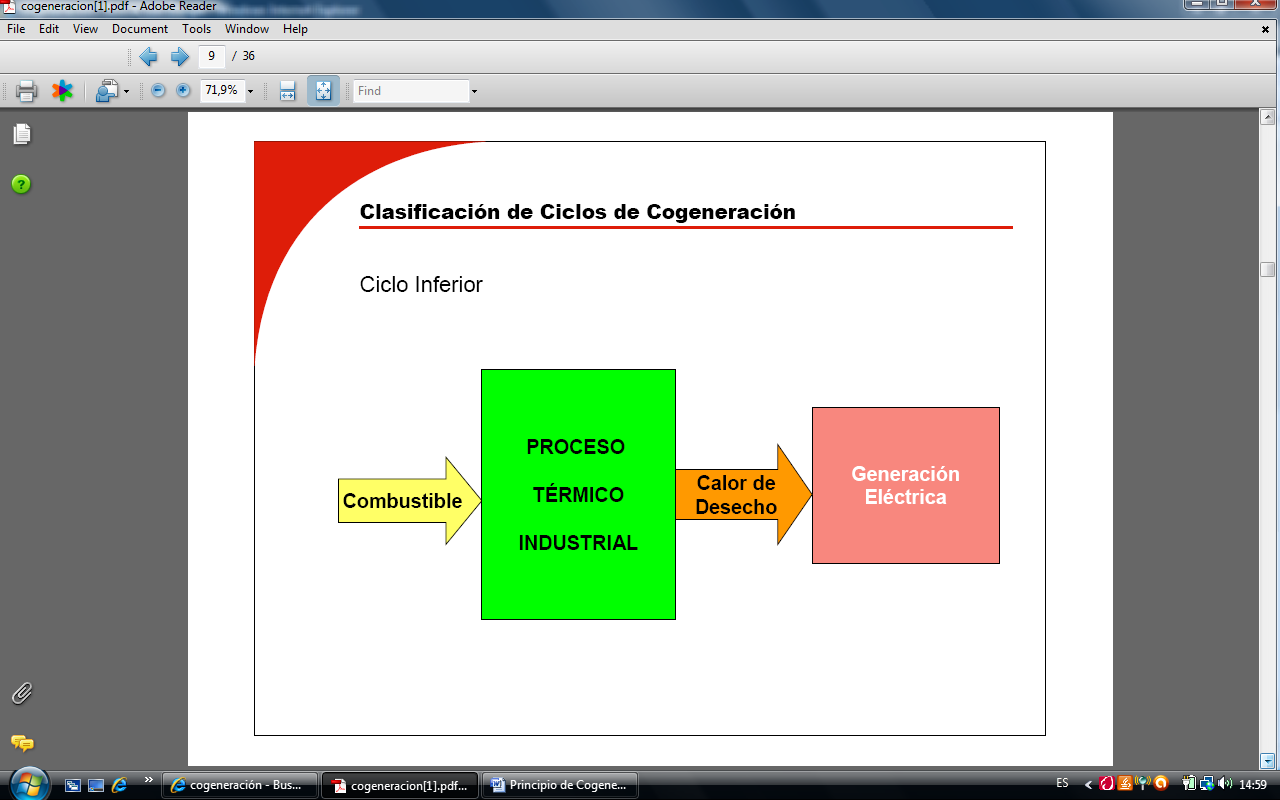 cogeneracion[1].pdf - Adobe Reader
File Edit View Document Tools Window Help
9 / 36
71,9% Find
Clasificación de Ciclos de Cogeneración
Ciclo Inferior
Combustible
PROCESO
TÉRMICO
INDUSTRIAL
Calor de
Desecho
Generación
Eléctrica
cogeneración - Bus... cogeneracion[1].pdf... Principio de Cogene... ES 14:59